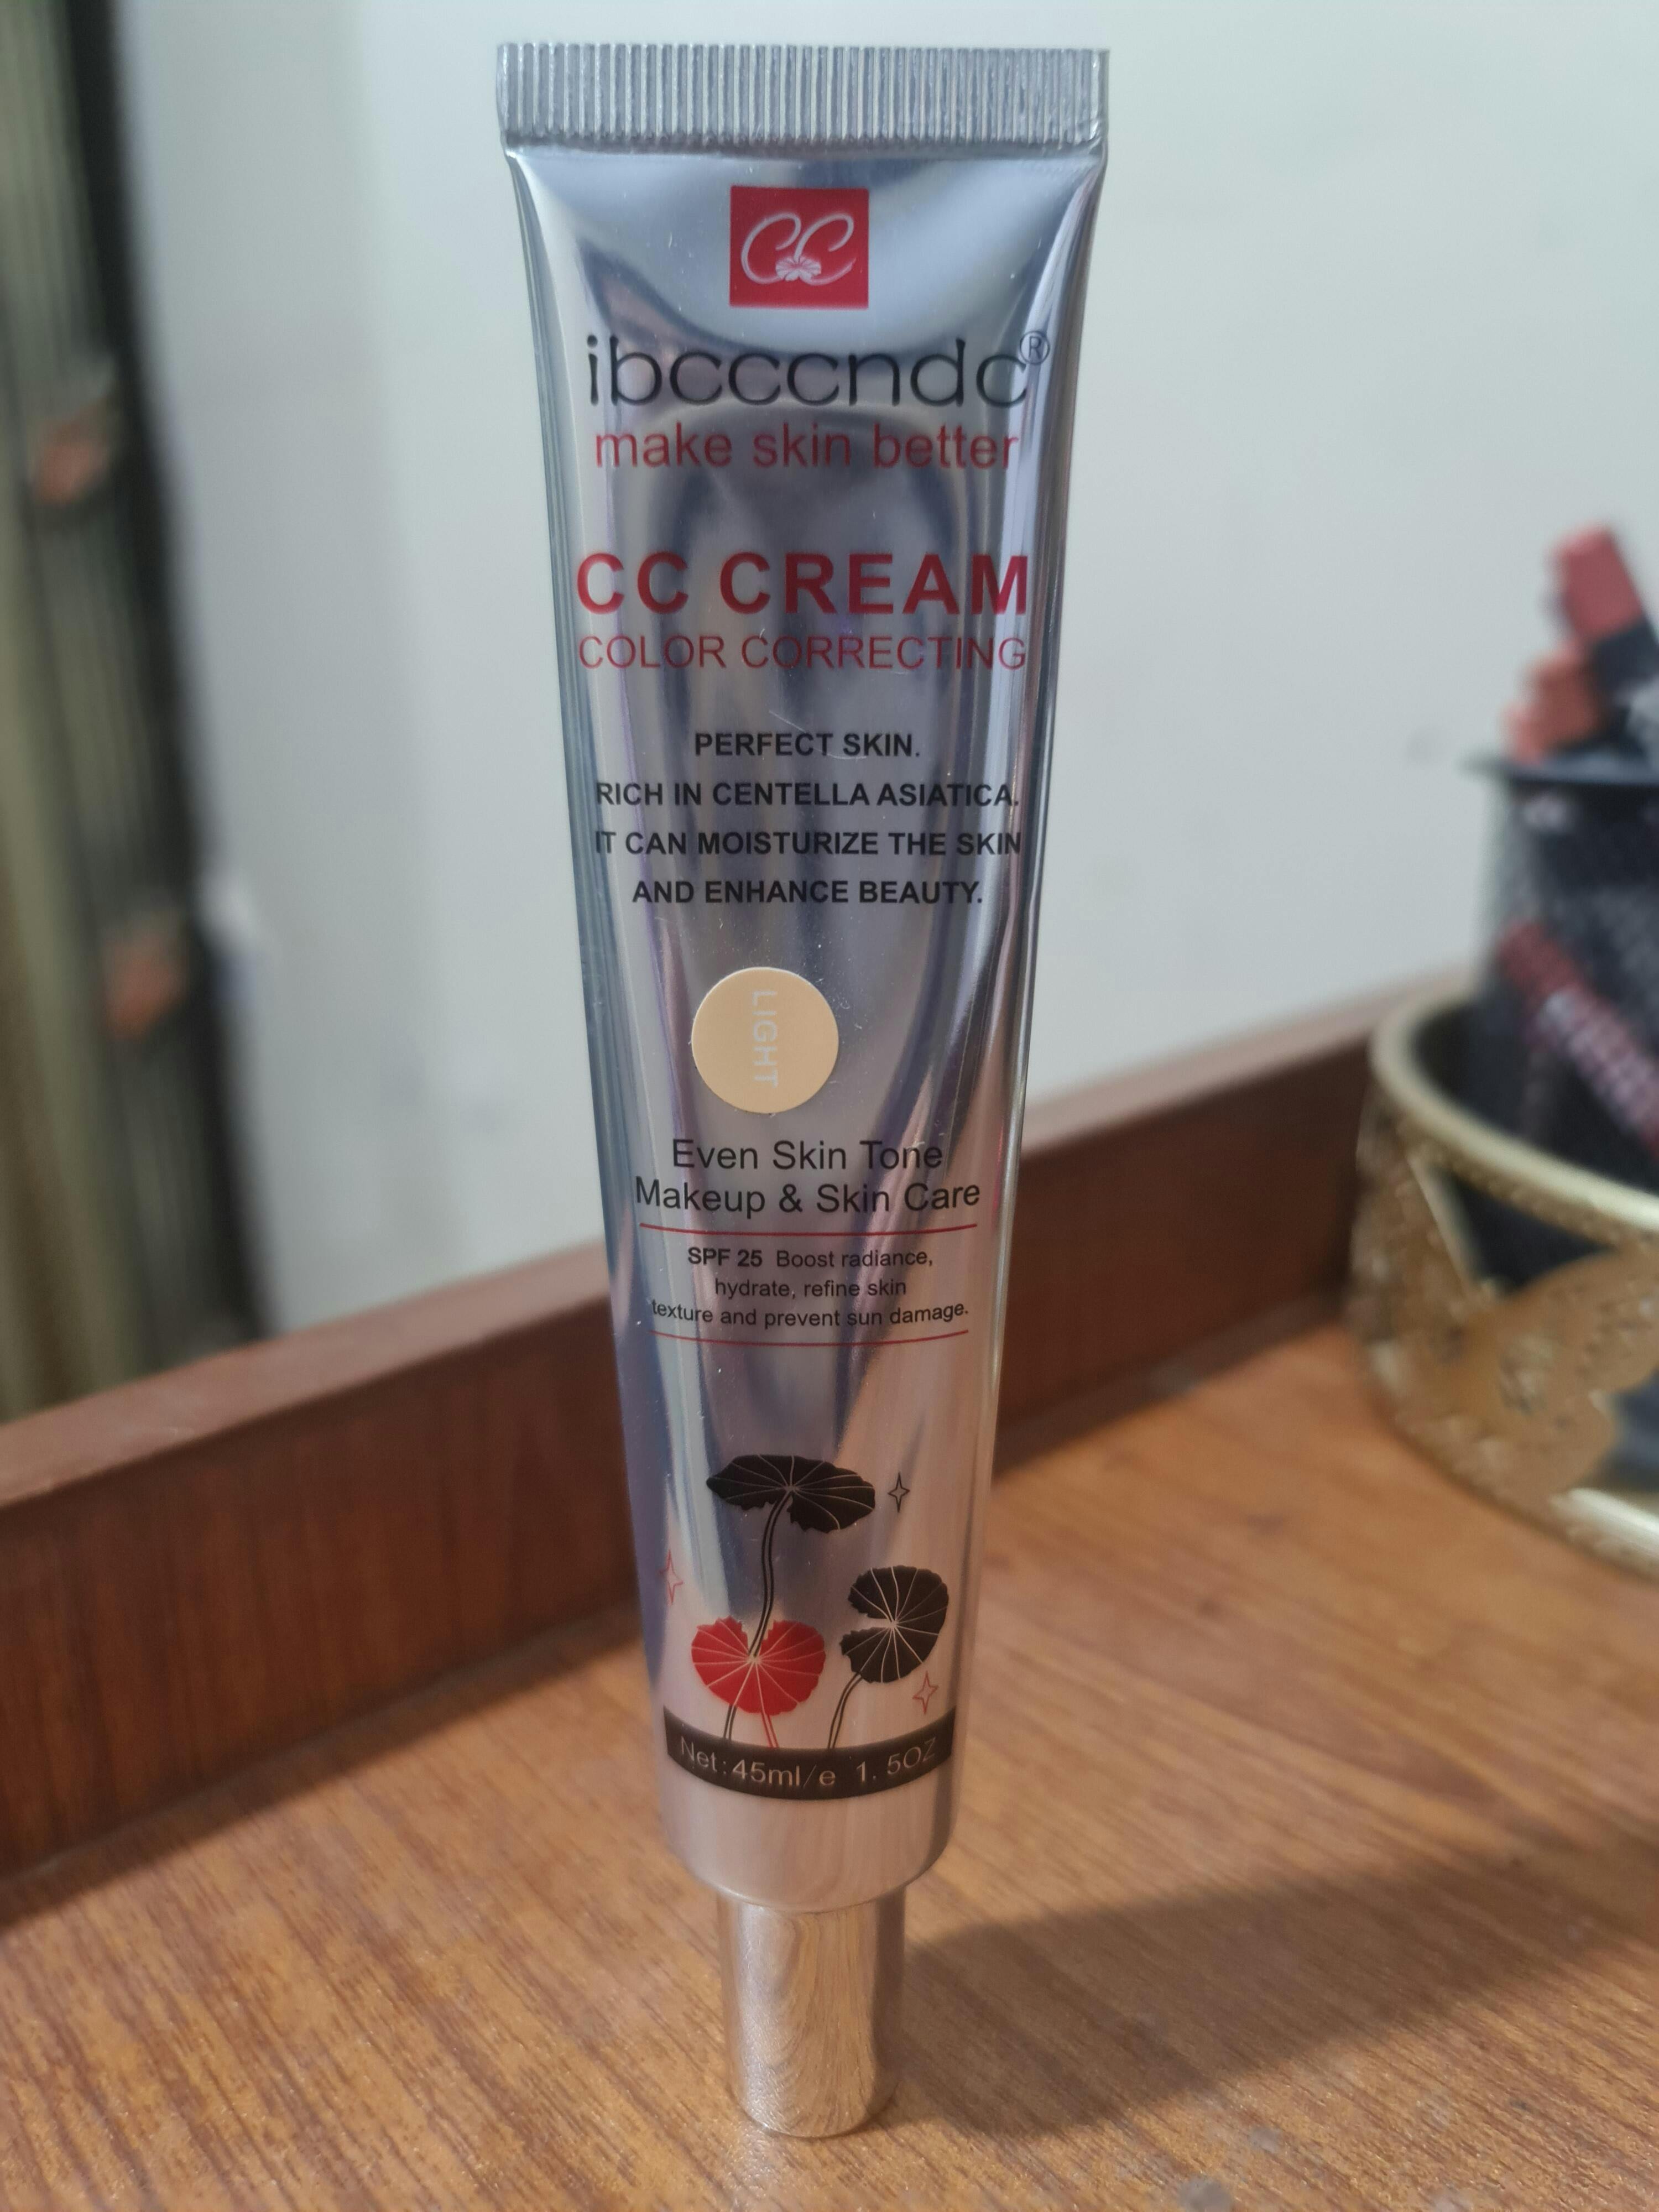 CC
ibcccndc®
make skin better
CC CREAM
COLOR CORRECTING
PERFECT SKIN.
RICH IN CENTELLA ASIATICA.
IT CAN MOISTURIZE THE SKIN
AND ENHANCE BEAUTY.
LIGHT
Even Skin Tone
Makeup & Skin Care
SPF 25 Boost radiance,
hydrate, refine skin
texture and prevent sun damage.
Net:45ml/e 1.5OZ